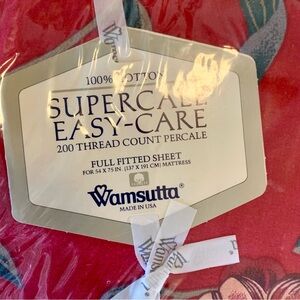 100% COTTON
SUPERCALE
EASY-CARE
200 THREAD COUNT PERCALE
FULL FITTED SHEET
FOR 54 X 75 IN. (137 X 191 CM) MATTRESS
Wamsutta
MADE IN USA